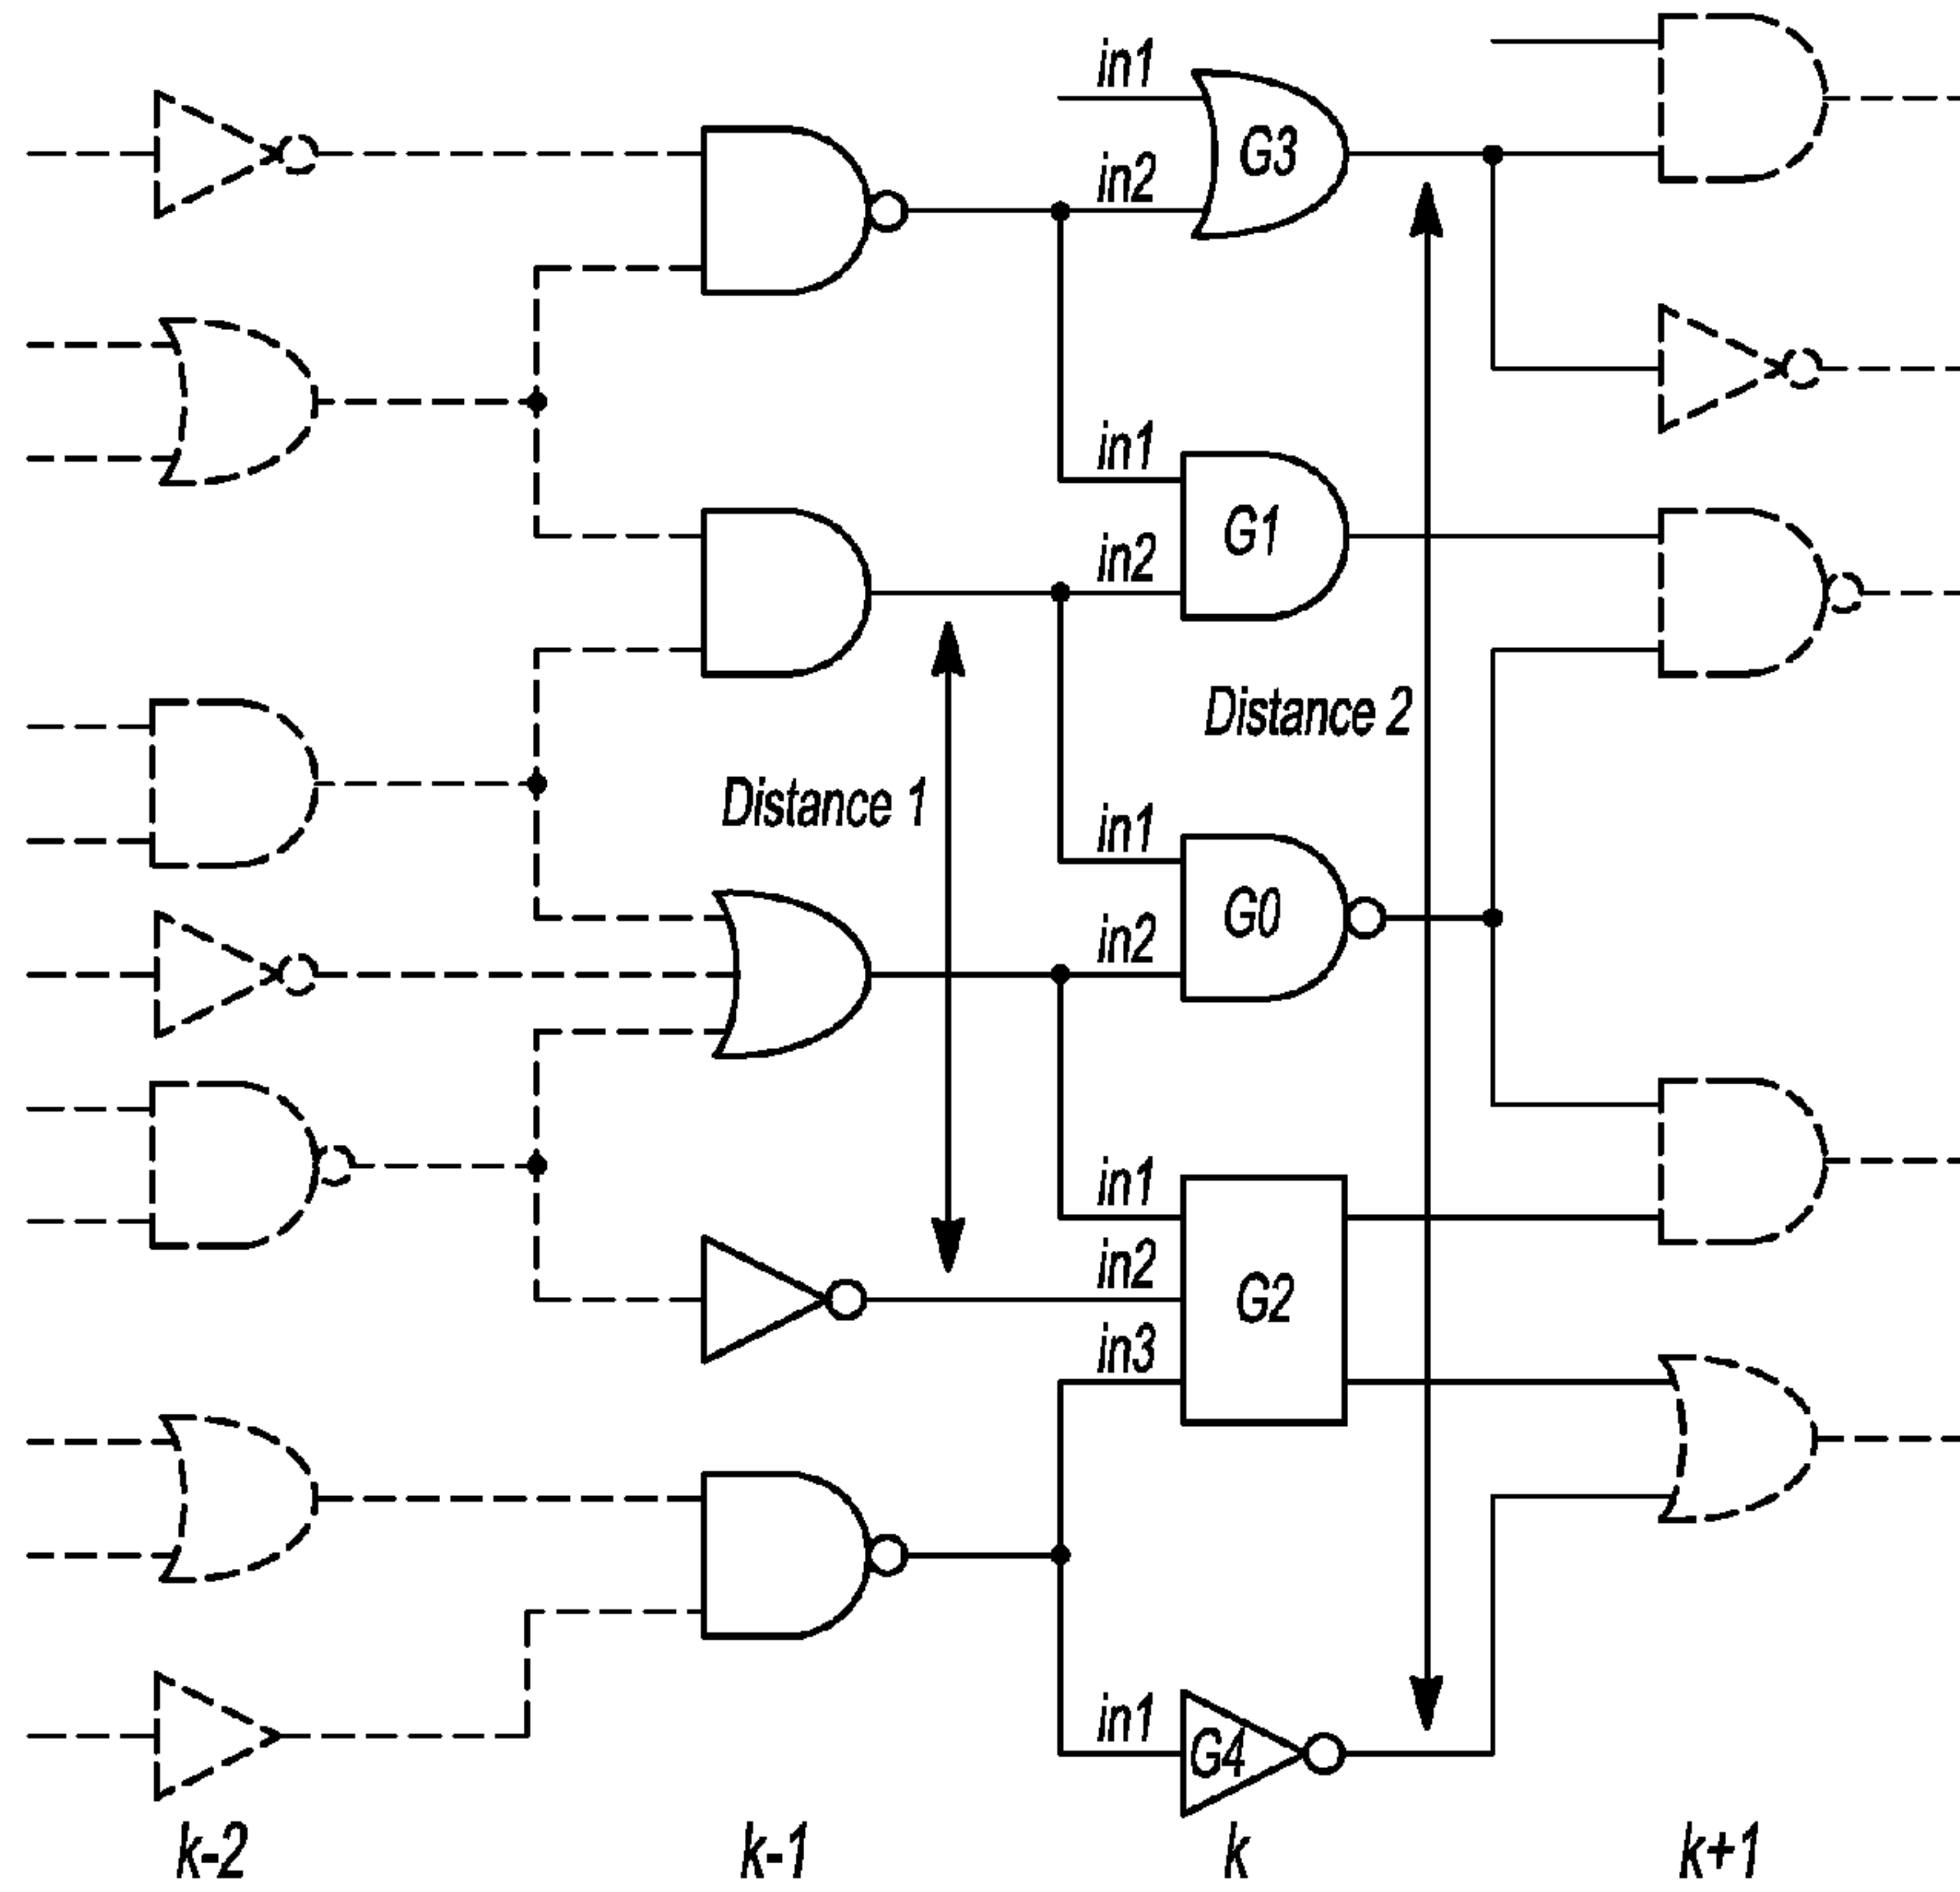 in1
in2
G3
in1
in2
G1
Distance 2
Distance 1
in1
in2
G0
in1
in2
in3
G2
in1
G4
k-2
k-1
k
k+1